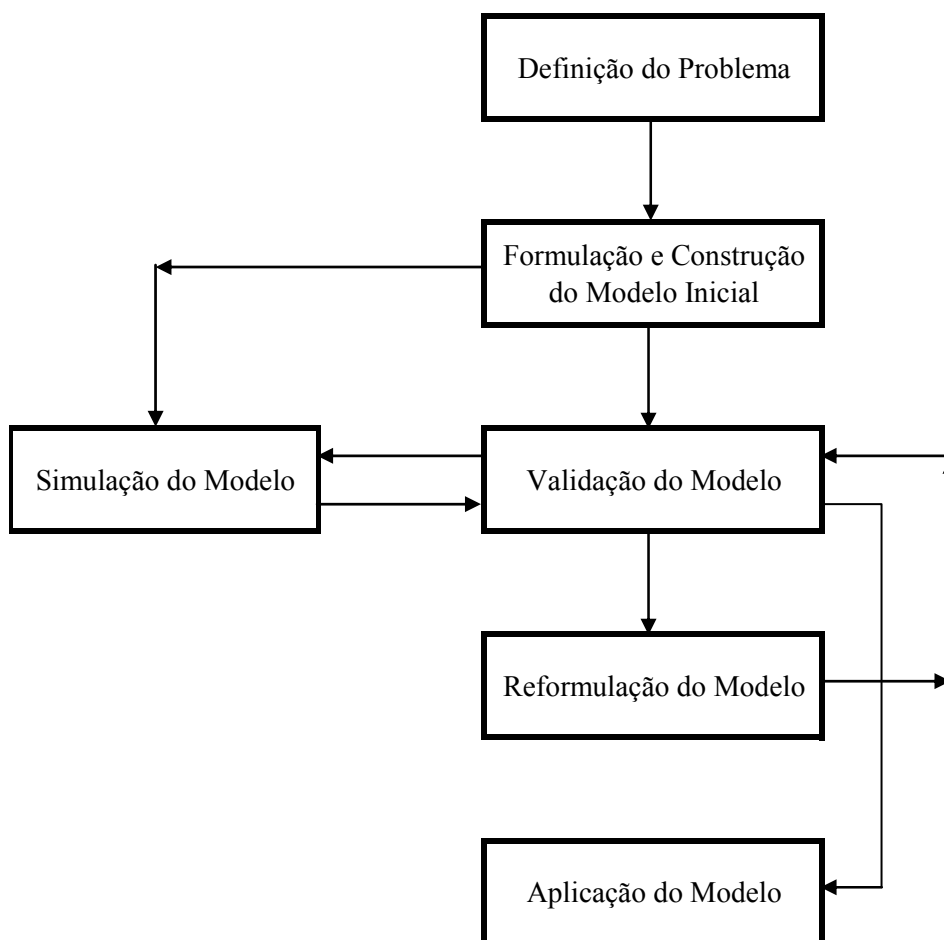 Definição do Problema
Formulação e Construção
do Modelo Inicial
Simulação do Modelo
Validação do Modelo
Reformulação do Modelo
Aplicação do Modelo